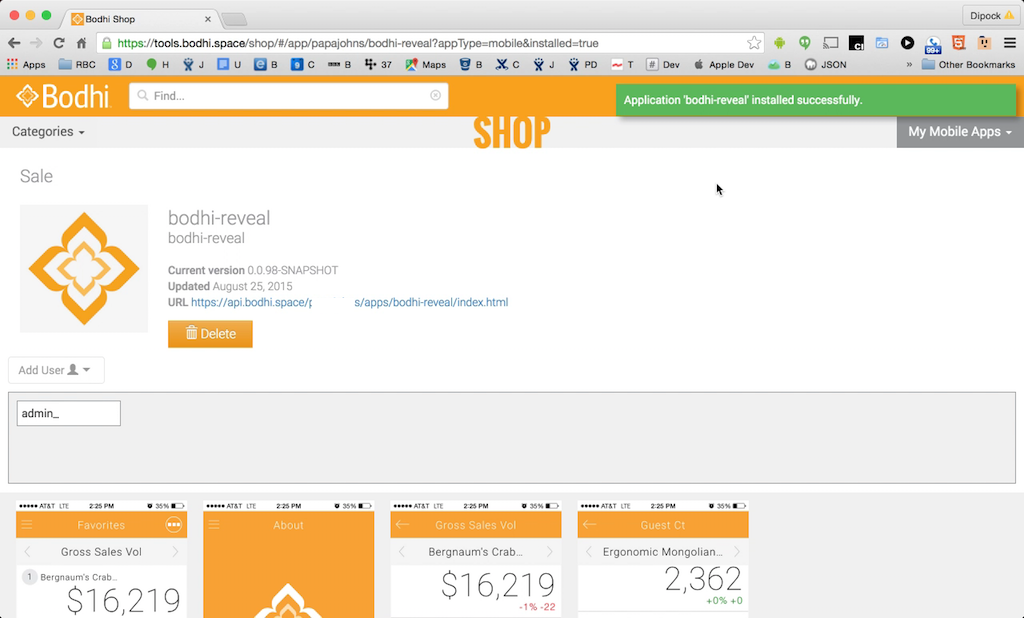 Bodhi Shop
Dipock
https://tools.bodhi.space/shop/#/app/papajohns/bodhi-reveal?appType=mobile&installed=true
Apps RBC D H J U B C B 37 Maps B C J PD T Dev Apple Dev B JSON » Other Bookmarks
99+
Bodhi
Find...
Application 'bodhi-reveal' installed successfully.
Categories
SHOP
My Mobile Apps
Sale
bodhi-reveal
bodhi-reveal
Current version 0.0.98-SNAPSHOT
Updated August 25, 2015
URL https://api.bodhi.space/ s/apps/bodhi-reveal/index.html
Delete
Add User
admin_
AT&T LTE 2:25 PM 35%
Favorites
Gross Sales Vol
1 Bergnaum's Crab...
$16,219
AT&T LTE 2:25 PM 35%
About
AT&T LTE 2:25 PM 35%
Gross Sales Vol
Bergnaum's Crab...
$16,219
-1% -22
AT&T LTE 2:25 PM 35%
Guest Ct
Ergonomic Mongolian...
2,362
+0% +0